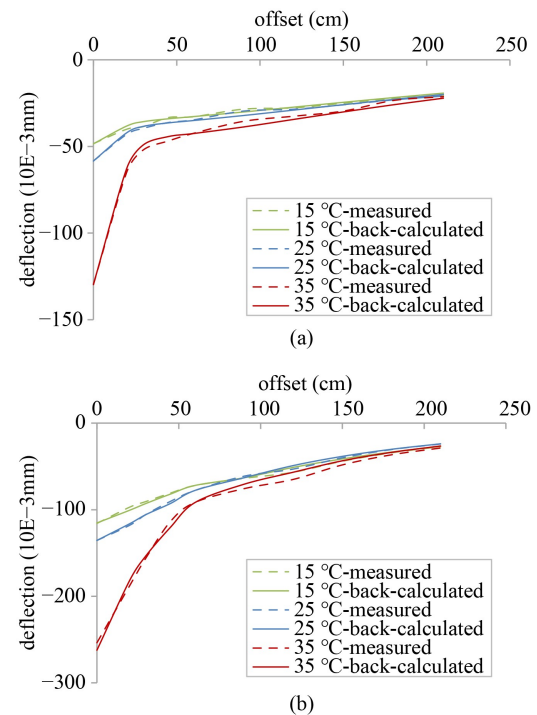 offset (cm)
0 50 100 150 200 250
0
−50
−100
−150
deflection (10E−3mm)
15 °C-measured
15 °C-back-calculated
25 °C-measured
25 °C-back-calculated
35 °C-measured
35 °C-back-calculated
(a)
offset (cm)
0 50 100 150 200 250
0
−100
−200
−300
deflection (10E−3mm)
15 °C-measured
15 °C-back-calculated
25 °C-measured
25 °C-back-calculated
35 °C-measured
35 °C-back-calculated
(b)